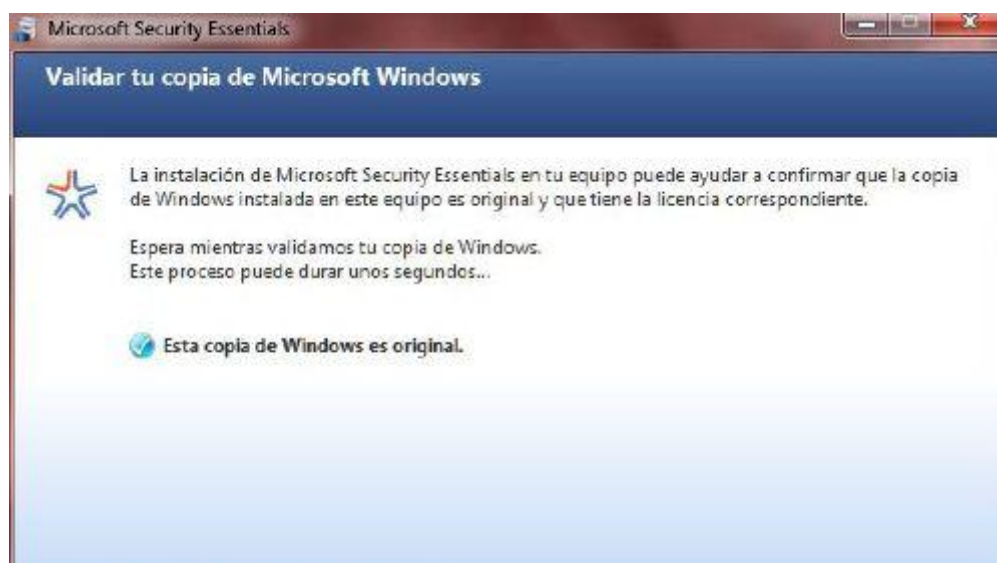 Microsoft Security Essentials
Validar tu copia de Microsoft Windows
La instalación de Microsoft Security Essentials en tu equipo puede ayudar a confirmar que la copia
de Windows instalada en este equipo es original y que tiene la licencia correspondiente.
Espera mientras validamos tu copia de Windows.
Este proceso puede durar unos segundos...
Esta copia de Windows es original.